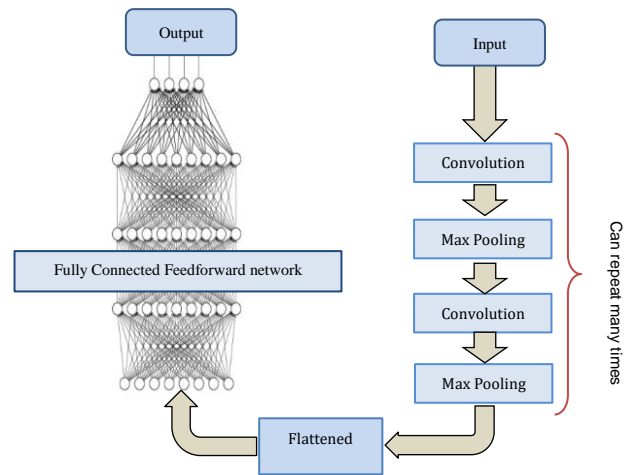 Output
Input
Convolution
Max Pooling
Fully Connected Feedforward network
Convolution
Max Pooling
Can repeat many
times
Flattened